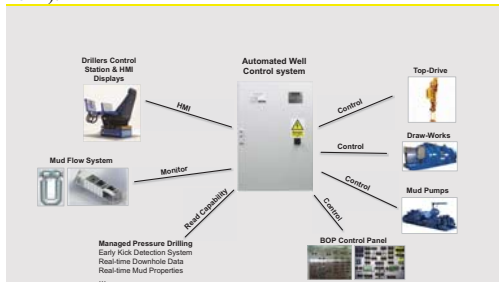 Drillers Control
Station & HMI
Displays
Automated Well
Control system
Top-Drive
HMI
Control
Draw-Works
Control
Mud Flow System
Monitor
Control
Mud Pumps
Read Capability
Control
Managed Pressure Drilling
Early Kick Detection System
Real-time Downhole Data
Real-time Mud Properties
...
BOP Control Panel